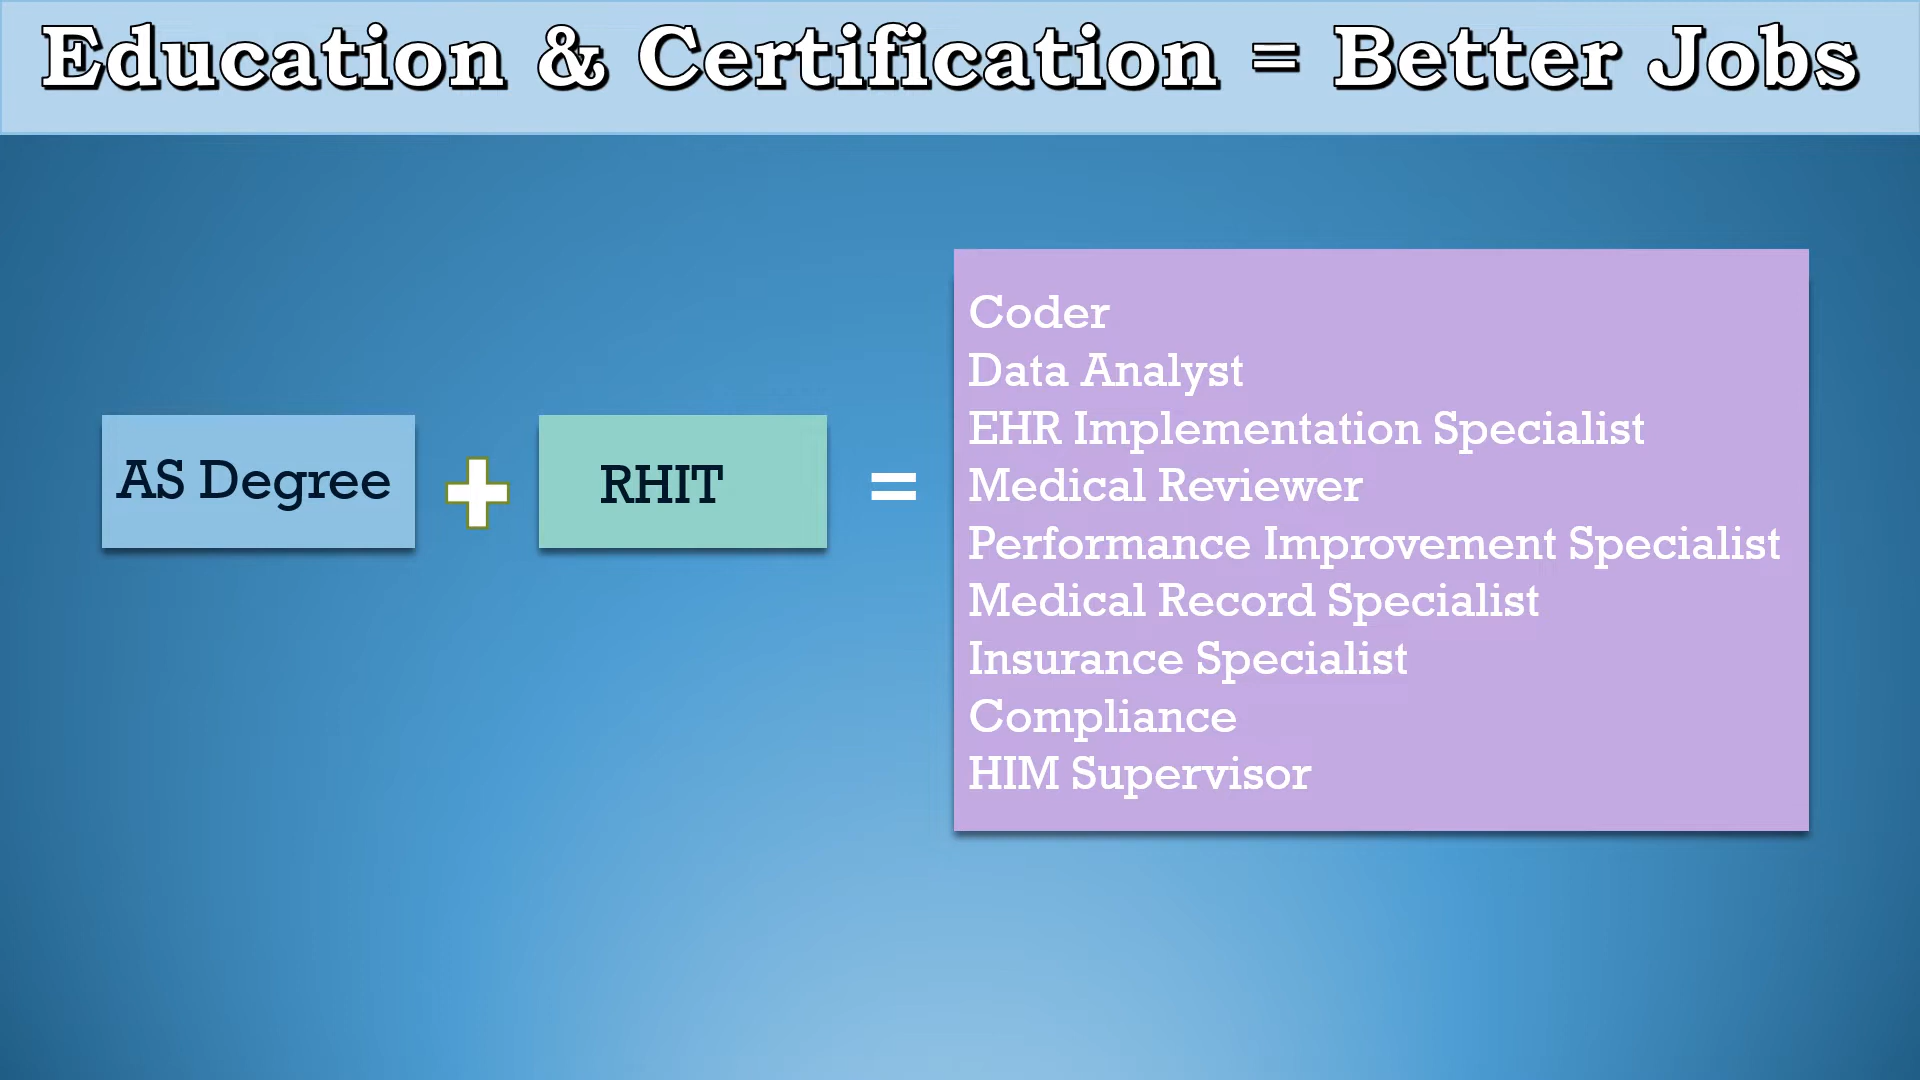 Education & Certification = Better Jobs
AS Degree
RHIT
=
Coder
Data Analyst
EHR Implementation Specialist
Medical Reviewer
Performance Improvement Specialist
Medical Record Specialist
Insurance Specialist
Compliance
HIM Supervisor